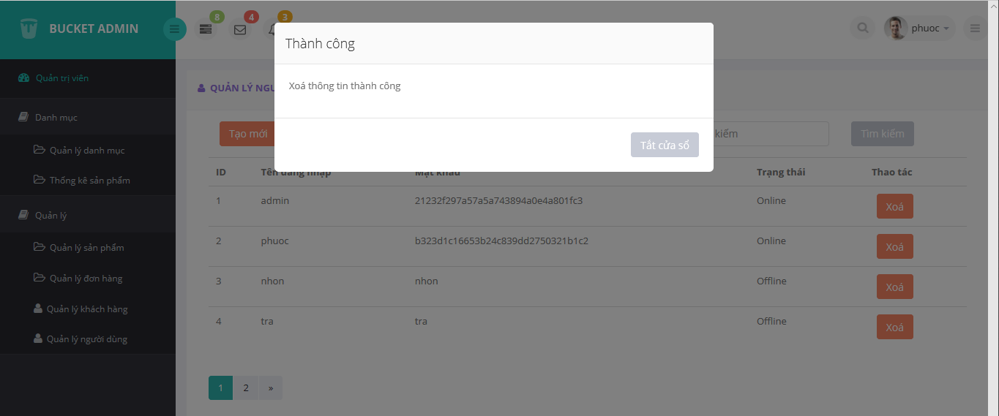 BUCKET ADMIN
8
4
3
phuoc
Thành công
Xoá thông tin thành công
Tắt cửa sổ
Quản trị viên
Danh mục
Quản lý danh mục
Thống kê sản phẩm
Quản lý
Quản lý sản phẩm
Quản lý đơn hàng
Quản lý khách hàng
Quản lý người dùng
QUẢN LÝ
Tạo mới
kiếm
Tìm kiếm
ID Tên đăng nhập Mật khẩu Trạng thái Thao tác
1 admin 21232f297a57a5a743894a0e4a801fc3 Online Xoá
2 phuoc b323d1c16653b24c839dd2750321b1c2 Online Xoá
3 nhon nhon Offline Xoá
4 tra tra Offline Xoá
1 2 »